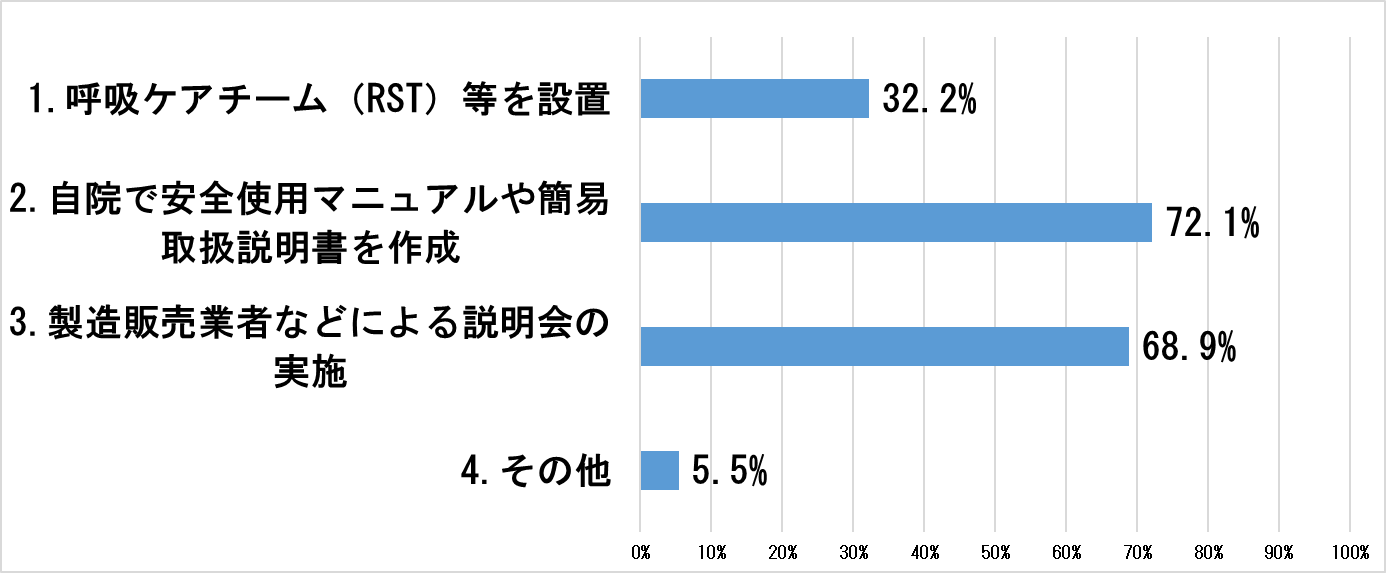 1.呼吸ケアチーム（RST）等を設置
32.2%
2.自院で安全使用マニュアルや簡易
取扱説明書を作成
72.1%
3.製造販売業者などによる説明会の
実施
68.9%
4.その他
5.5%
0% 10% 20% 30% 40% 50% 60% 70% 80% 90% 100%